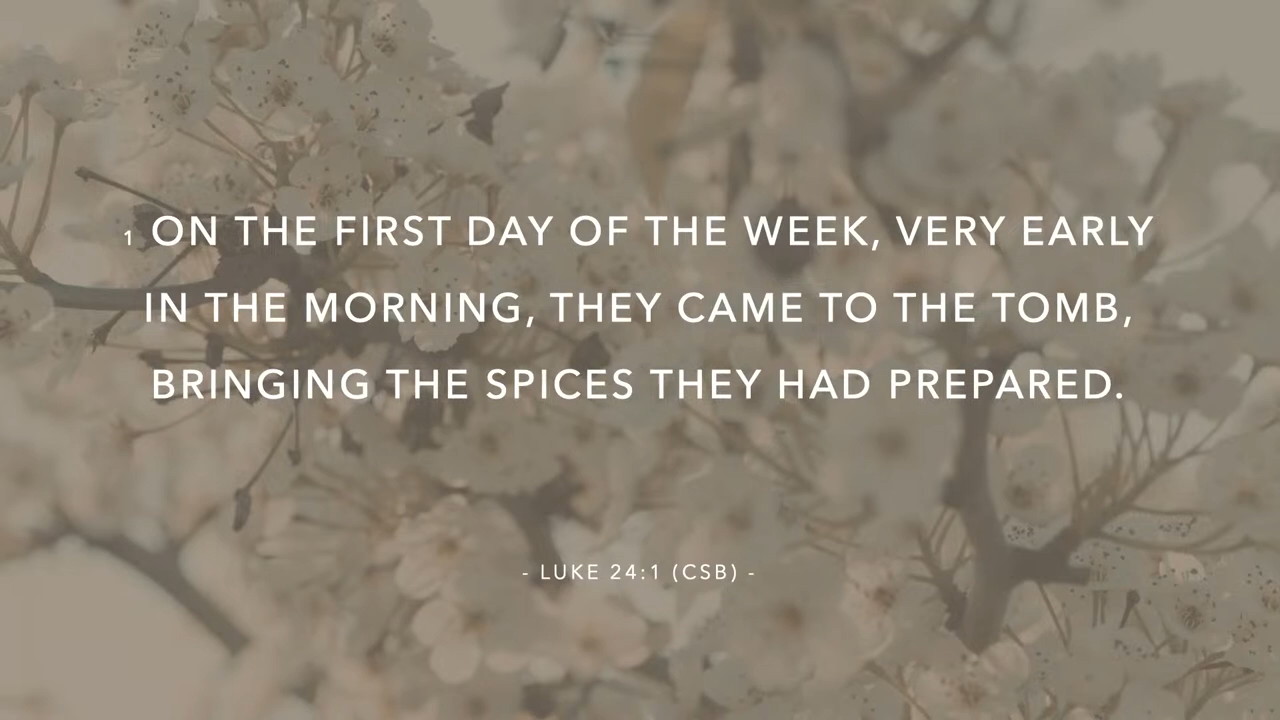 1 ON THE FIRST DAY OF THE WEEK, VERY EARLY
IN THE MORNING, THEY CAME TO THE TOMB,
BRINGING THE SPICES THEY HAD PREPARED.
- LUKE 24:1 (CSB) -